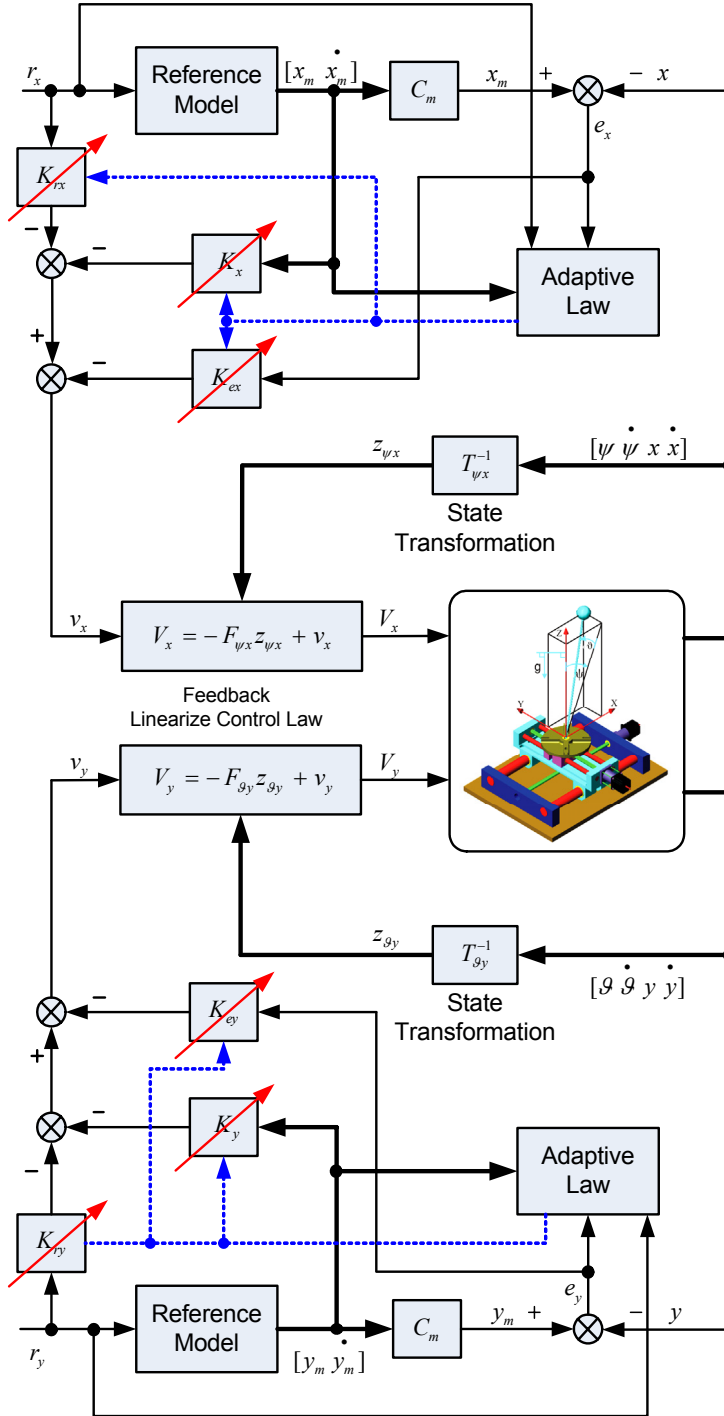 r_x
Reference
Model
[x_m ẋ_m]
C_m
x_m
+
−
x
e_x
K_rx
−
−
K_x
Adaptive
Law
+
−
K_ex
z_ψx
T_ψx^−1
[ψ ψ̇ x ẋ]
State
Transformation
v_x
V_x = − F_ψx z_ψx + v_x
V_x
Feedback
Linearize Control Law
Z
ϑ
g
ψ
Y
X
v_y
V_y = − F_ϑy z_ϑy + v_y
V_y
z_ϑy
T_ϑy^−1
[ϑ ϑ̇ y ẏ]
State
Transformation
−
K_ey
+
−
K_y
Adaptive
Law
−
K_ry
e_y
Reference
Model
C_m
y_m
+
−
y
r_y
[y_m ẏ_m]